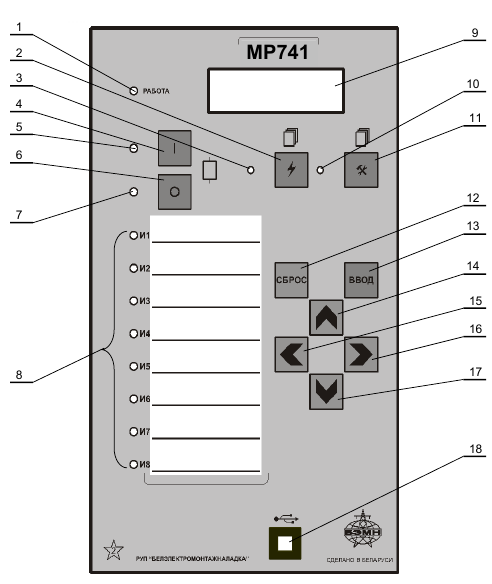 1
2
3
4
5
6
7
8
9
10
11
12
13
14
15
16
17
18
МР741
РАБОТА
I
O
И1
И2
И3
И4
И5
И6
И7
И8
СБРОС
ВВОД
БЭМН
РУП "БЕЛЭЛЕКТРОМОНТАЖНАЛАДКА"
СДЕЛАНО В БЕЛАРУСИ